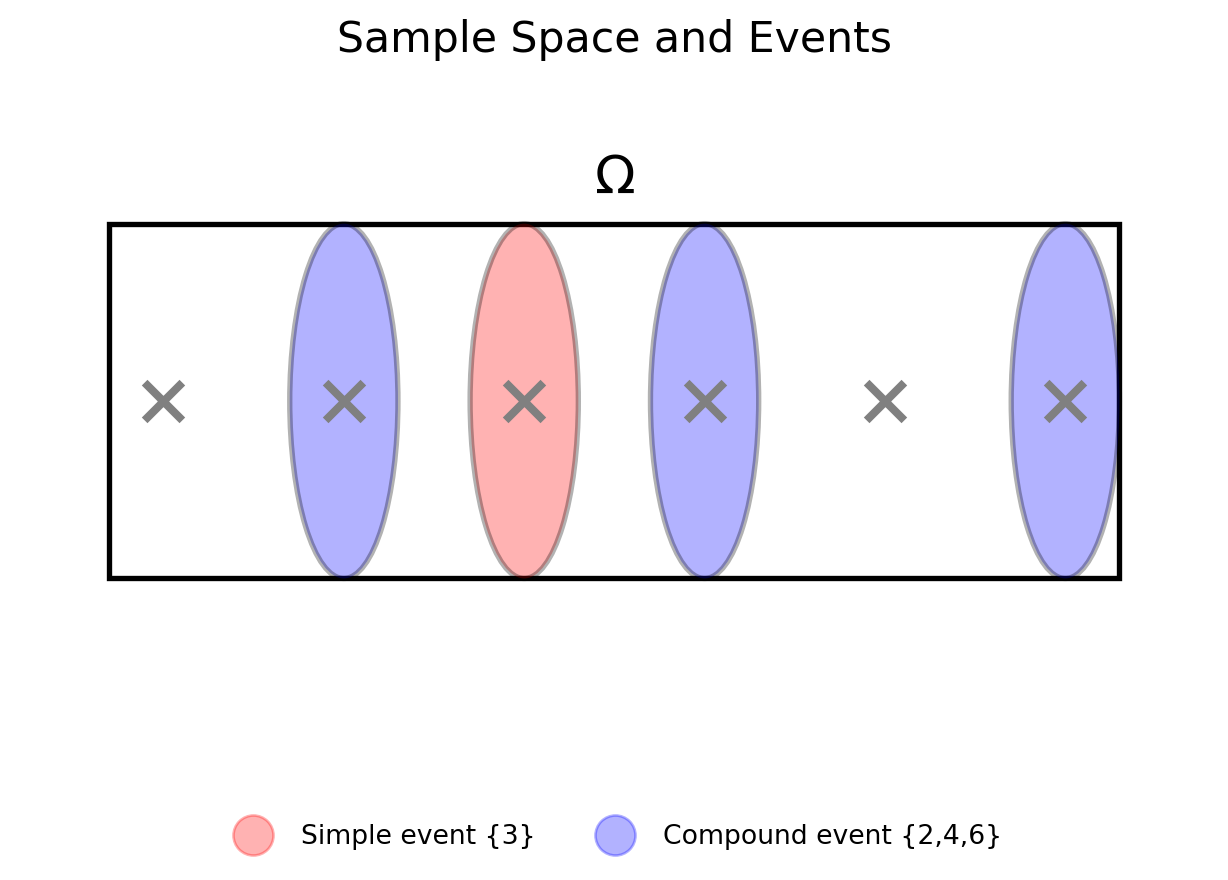 Sample Space and Events
Ω
Simple event {3}
Compound event {2,4,6}